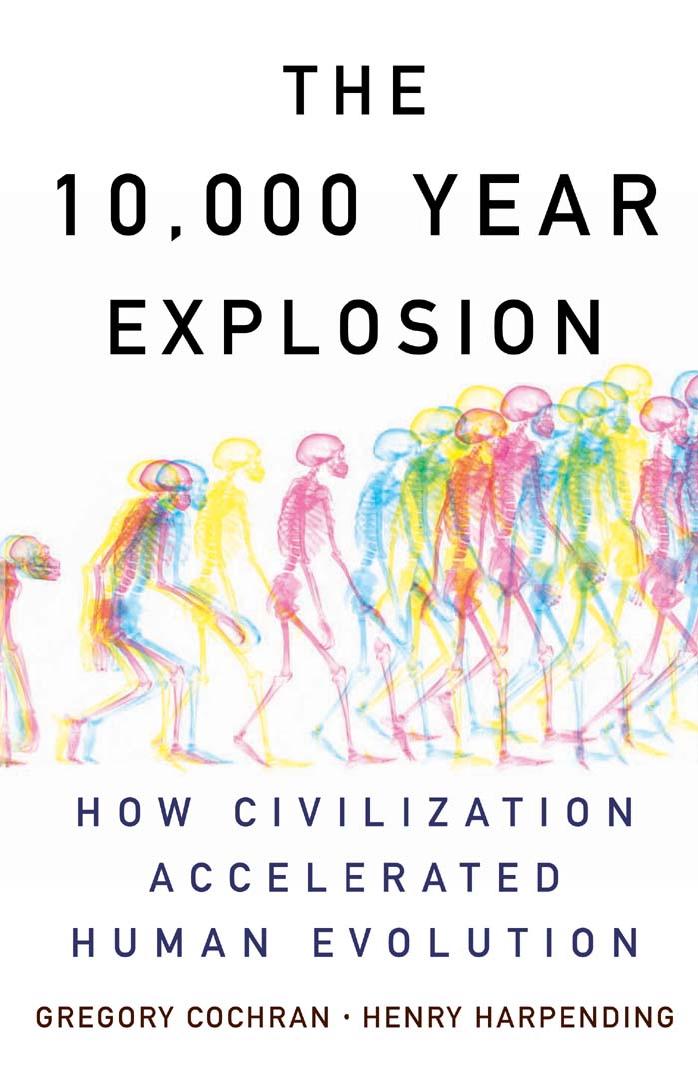 THE
10,000 YEAR
EXPLOSION
HOW CIVILIZATION
ACCELERATED
HUMAN EVOLUTION
GREGORY COCHRAN · HENRY HARPENDING